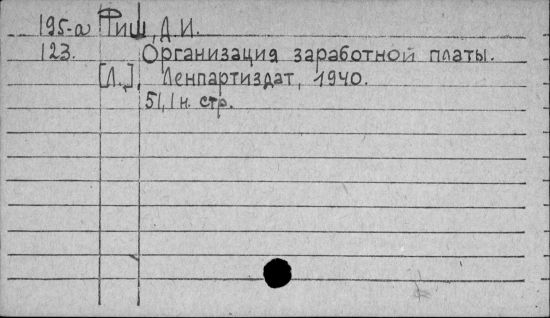 195-а Фиш, Д.И.
123. Организация заработной платы.
[Л.], Ленпартиздат, 1940.
51, 1 н. стр.